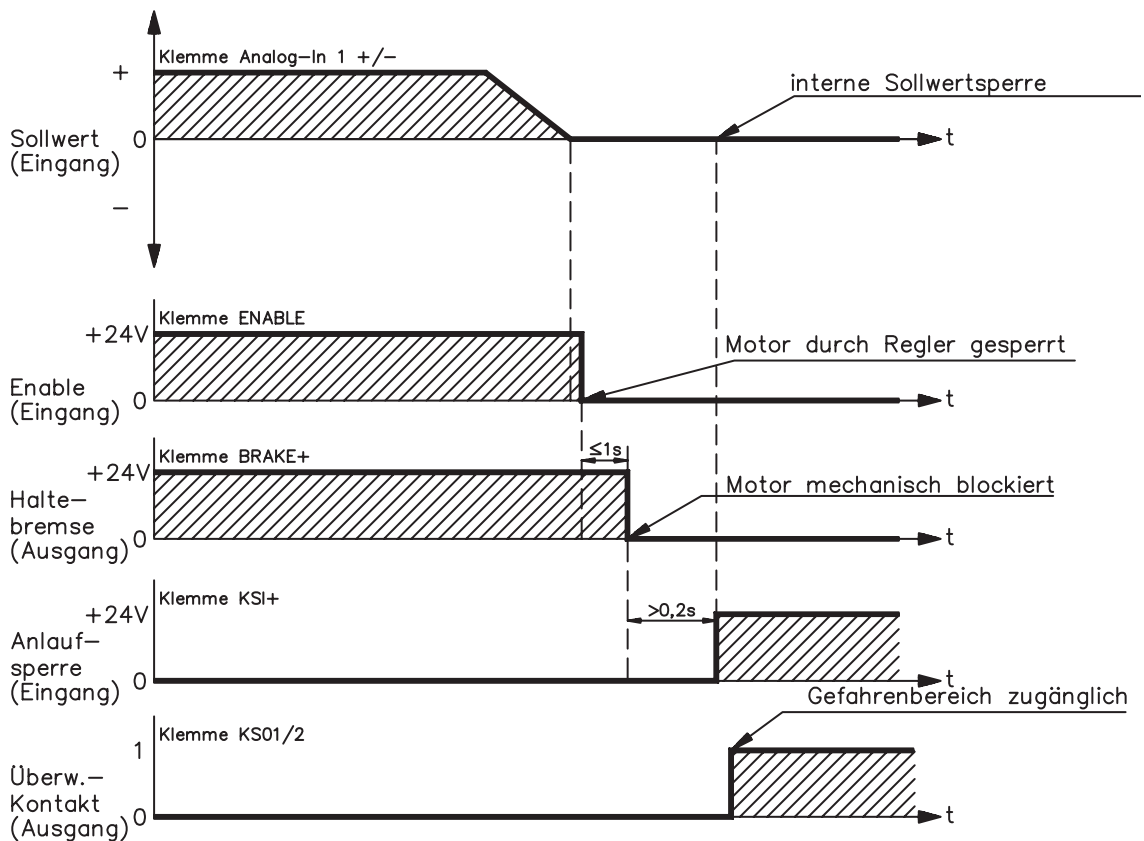 Klemme Analog-In 1 +/-
+
interne Sollwertsperre
Sollwert
(Eingang)
0
t
-
Klemme ENABLE
+24V
Motor durch Regler gesperrt
Enable
(Eingang)
0
t
Klemme BRAKE+
≤1s
+24V
Motor mechanisch blockiert
Halte-
bremse
(Ausgang)
0
t
Klemme KSI+
+24V
>0,2s
Anlauf-
sperre
(Eingang)
0
t
Gefahrenbereich zugänglich
Klemme KS01/2
1
Überw.-
Kontakt
(Ausgang)
0
t